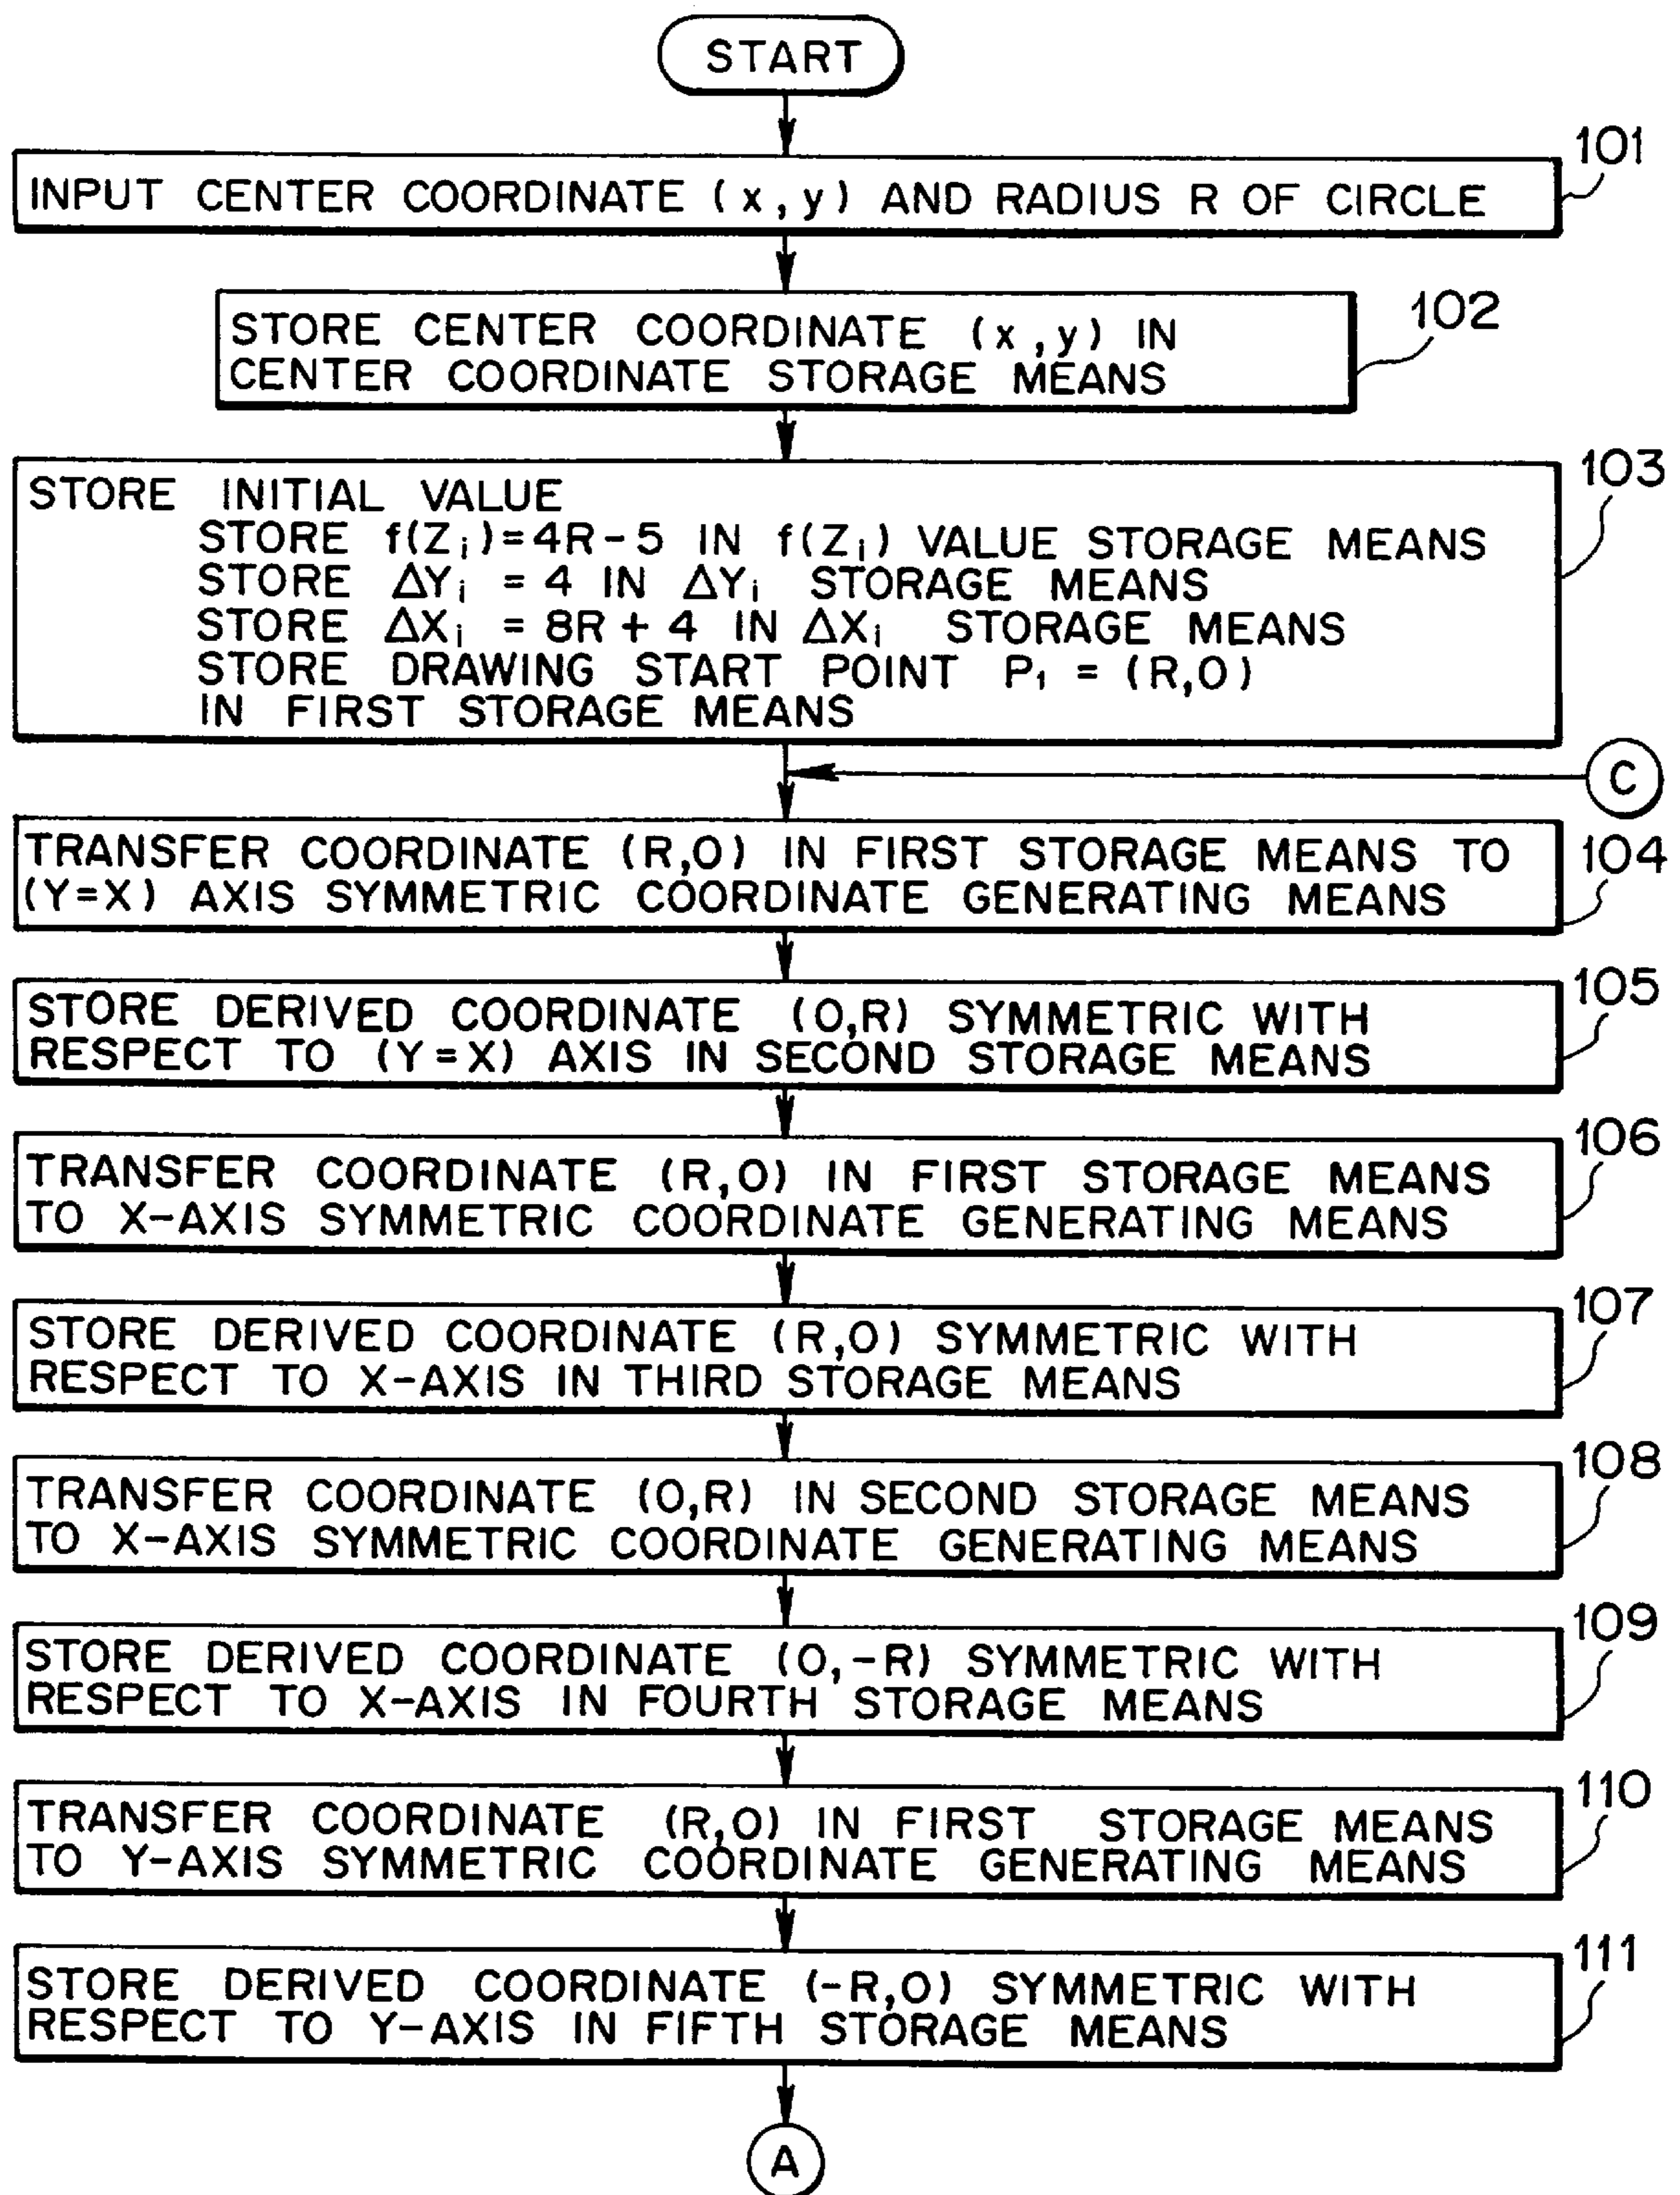 START
101
INPUT CENTER COORDINATE (x,y) AND RADIUS R OF CIRCLE
102
STORE CENTER COORDINATE (x,y) IN
CENTER COORDINATE STORAGE MEANS
103
STORE INITIAL VALUE
STORE f(Zi)=4R-5 IN f(Zi) VALUE STORAGE MEANS
STORE ΔYi = 4 IN ΔYi STORAGE MEANS
STORE ΔXi = 8R+4 IN ΔXi STORAGE MEANS
STORE DRAWING START POINT P1 = (R,0)
IN FIRST STORAGE MEANS
C
104
TRANSFER COORDINATE (R,0) IN FIRST STORAGE MEANS TO
(Y=X) AXIS SYMMETRIC COORDINATE GENERATING MEANS
105
STORE DERIVED COORDINATE (0,R) SYMMETRIC WITH
RESPECT TO (Y=X) AXIS IN SECOND STORAGE MEANS
106
TRANSFER COORDINATE (R,0) IN FIRST STORAGE MEANS
TO X-AXIS SYMMETRIC COORDINATE GENERATING MEANS
107
STORE DERIVED COORDINATE (R,0) SYMMETRIC WITH
RESPECT TO X-AXIS IN THIRD STORAGE MEANS
108
TRANSFER COORDINATE (0,R) IN SECOND STORAGE MEANS
TO X-AXIS SYMMETRIC COORDINATE GENERATING MEANS
109
STORE DERIVED COORDINATE (0,-R) SYMMETRIC WITH
RESPECT TO X-AXIS IN FOURTH STORAGE MEANS
110
TRANSFER COORDINATE (R,0) IN FIRST STORAGE MEANS
TO Y-AXIS SYMMETRIC COORDINATE GENERATING MEANS
111
STORE DERIVED COORDINATE (-R,0) SYMMETRIC WITH
RESPECT TO Y-AXIS IN FIFTH STORAGE MEANS
A